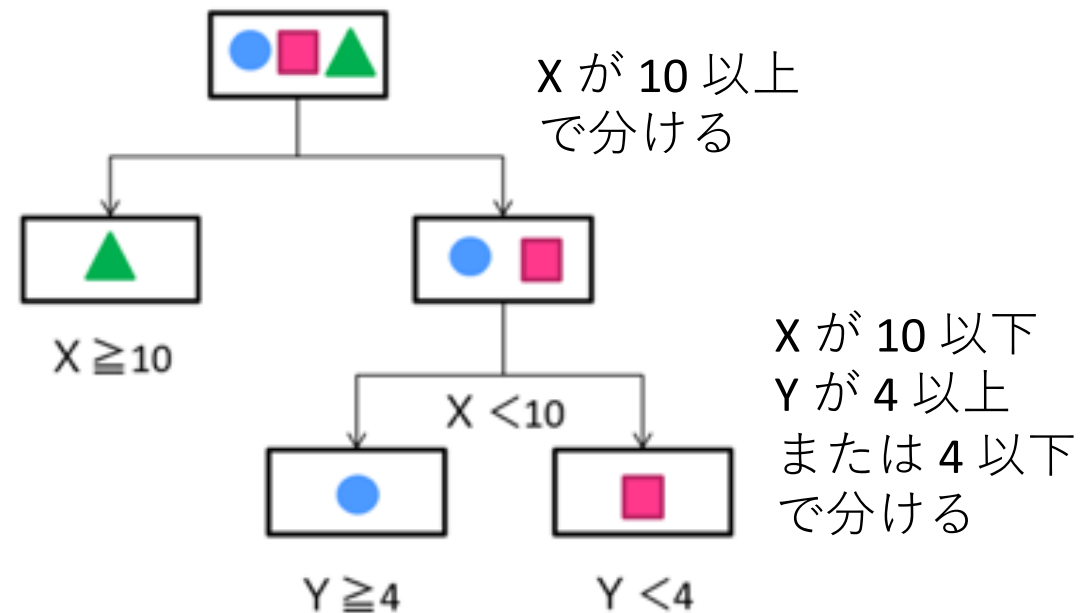 X が 10 以上
で分ける
X ≧10
X <10
X が 10 以下
Y が 4 以上
または 4 以下
で分ける
Y ≧4
Y <4